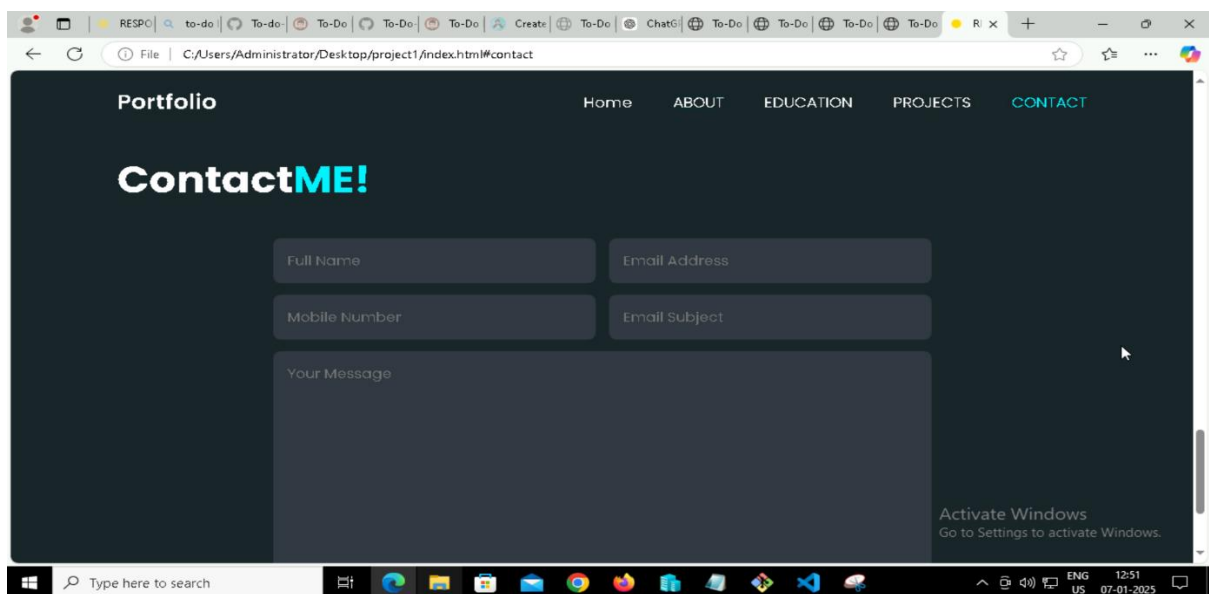 RESPO to-do To-do- To-Do To-Do- To-Do Create To-Do ChatG To-Do To-Do To-Do To-Do RI
File C:/Users/Administrator/Desktop/project1/index.html#contact
Portfolio Home ABOUT EDUCATION PROJECTS CONTACT
ContactME!
Full Name Email Address
Mobile Number Email Subject
Your Message
Activate Windows
Go to Settings to activate Windows.
Type here to search ENG 12:51
US 07-01-2025